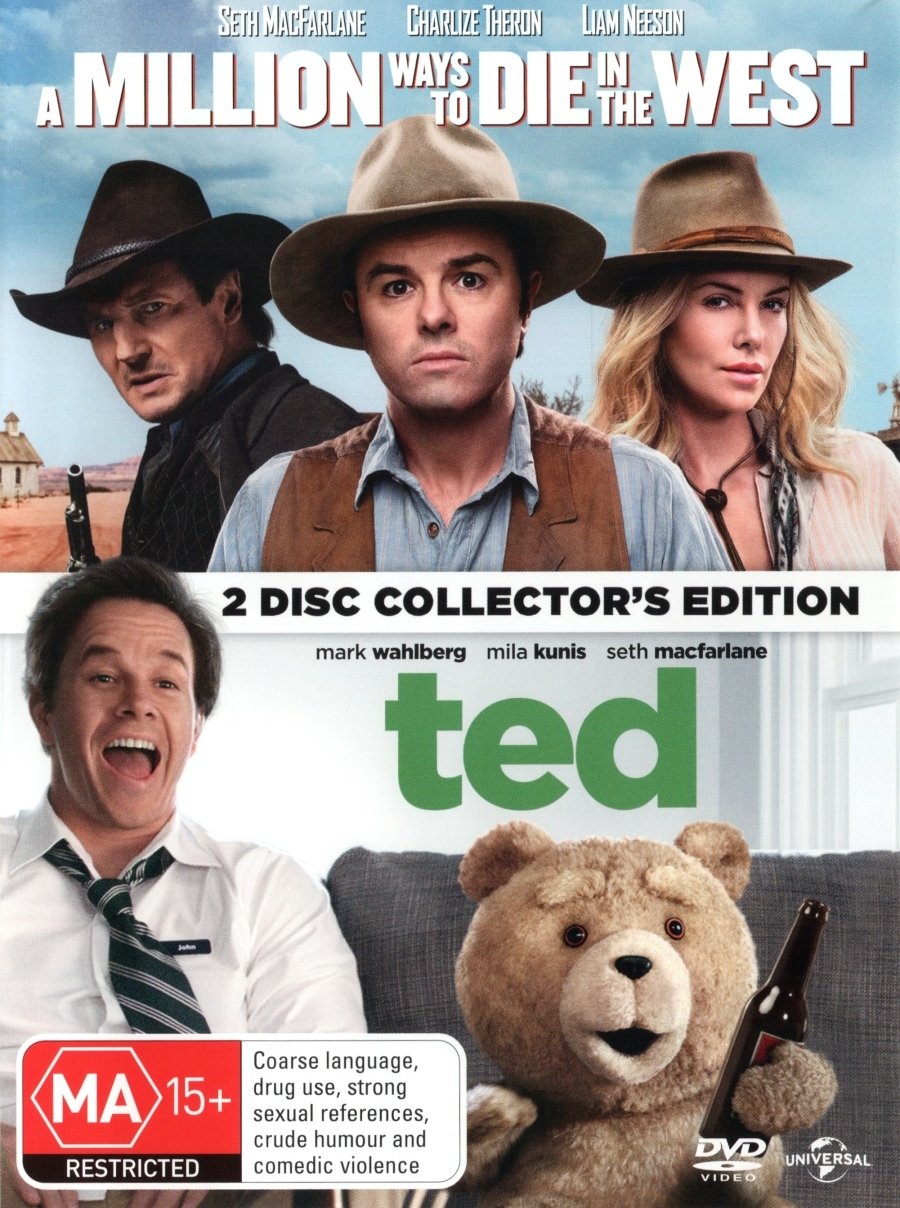 SETH MACFARLANE CHARLIZE THERON LIAM NEESON
A MILLION WAYS TO DIE IN THE WEST
2 DISC COLLECTOR'S EDITION
mark wahlberg mila kunis seth macfarlane
ted
John
MA 15+
RESTRICTED
Coarse language,
drug use, strong
sexual references,
crude humour and
comedic violence
DVD
VIDEO
UNIVERSAL